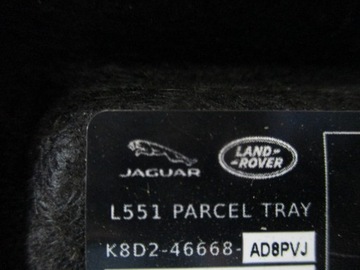 JAGUAR
LAND-
-ROVER
L551 PARCEL TRAY
K8D2-46668-AD8PVJ